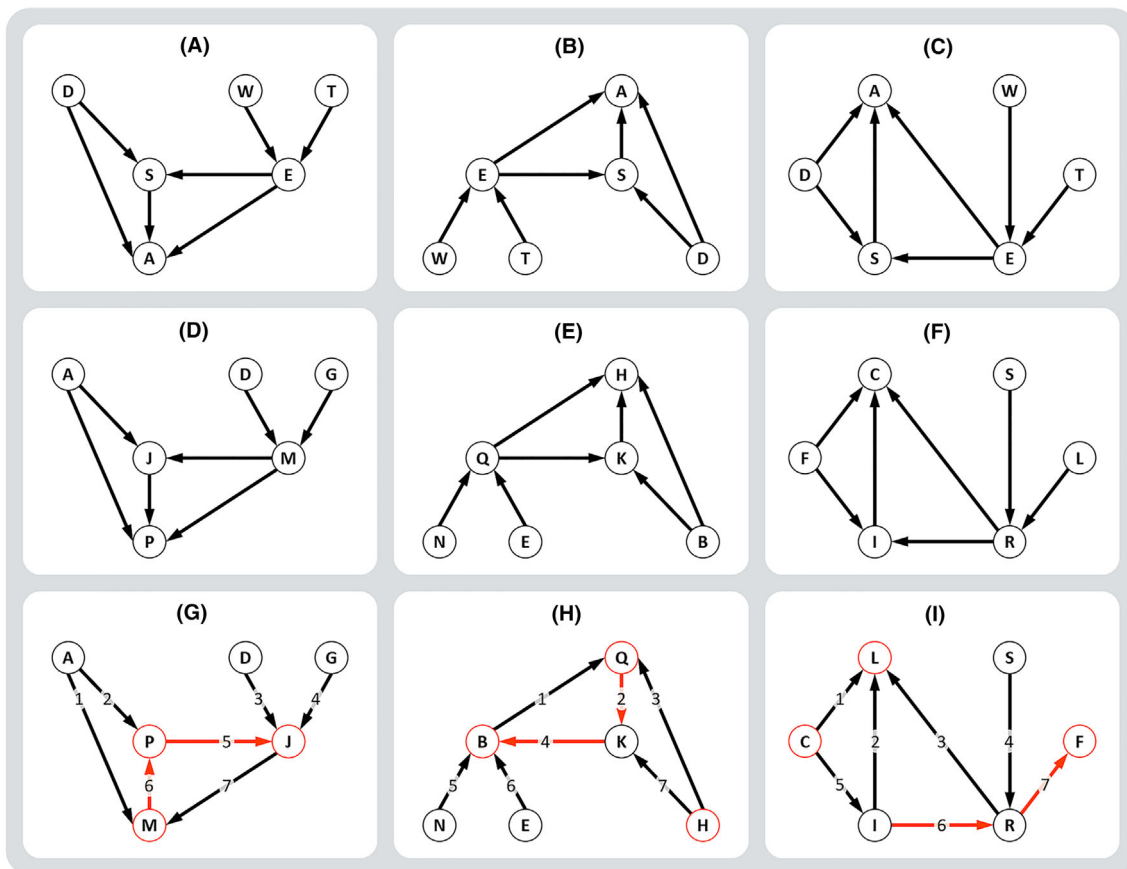 (A) (B) (C)
D W T A A W
S E E S D T
A W T D S E
(D) (E) (F)
A D G H C S
J M Q K F L
P N E B I R
(G) (H) (I)
A D G Q L S
1 2 3 4 1 2 3 1 2 3 4
P 5 J B 4 K C F
6 7 5 6 7 5 6 7
M N E H I R